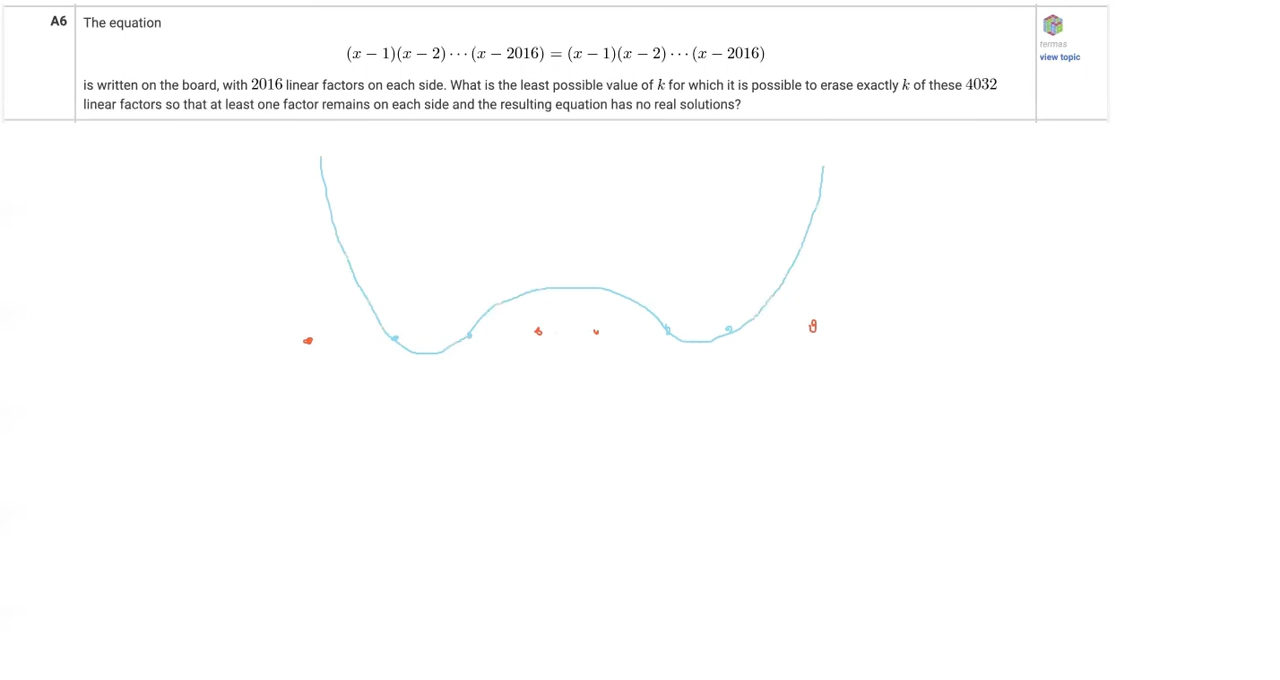 A6 The equation
(x − 1)(x − 2) · · · (x − 2016) = (x − 1)(x − 2) · · · (x − 2016)
is written on the board, with 2016 linear factors on each side. What is the least possible value of k for which it is possible to erase exactly k of these 4032
linear factors so that at least one factor remains on each side and the resulting equation has no real solutions?
termas
view topic